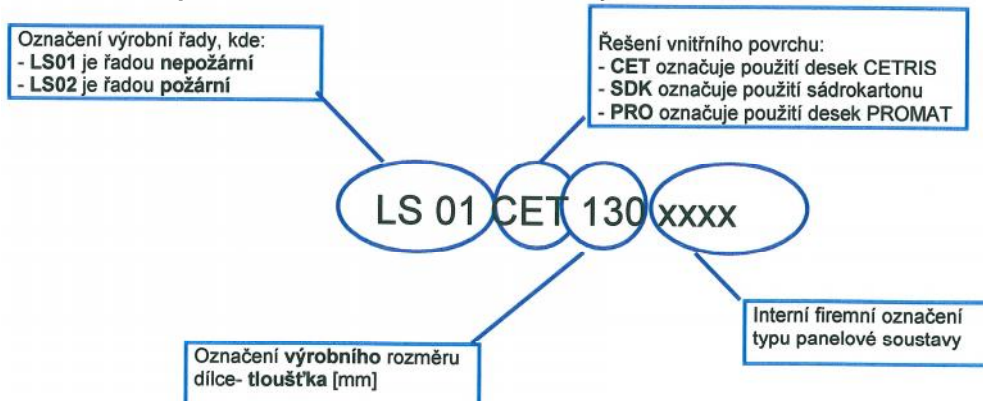 Označení výrobní řady, kde:
- LS01 je řadou nepožární
- LS02 je řadou požární
Řešení vnitřního povrchu:
- CET označuje použití desek CETRIS
- SDK označuje použití sádrokartonu
- PRO označuje použití desek PROMAT
LS 01 CET 130 xxxx
Interní firemní označení
typu panelové soustavy
Označení výrobního rozměru
dílce- tloušťka [mm]